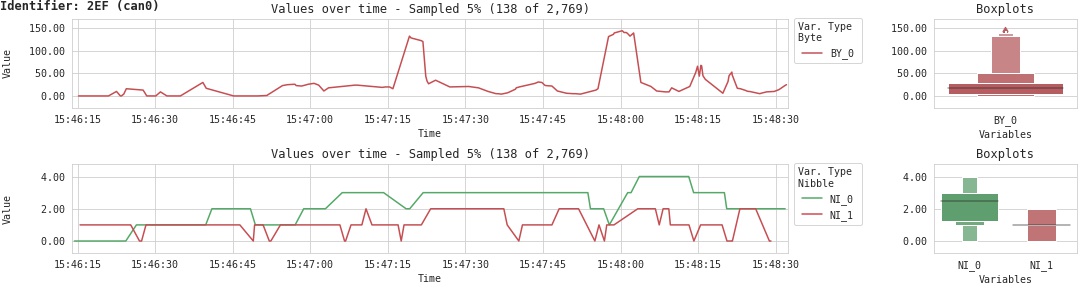 Identifier: 2EF (can0)
Values over time - Sampled 5% (138 of 2,769)
Value
150.00
100.00
50.00
0.00
15:46:15 15:46:30 15:46:45 15:47:00 15:47:15 15:47:30 15:47:45 15:48:00 15:48:15 15:48:30
Time
Var. Type
Byte
BY_0
Boxplots
150.00
100.00
50.00
0.00
BY_0
Variables
Values over time - Sampled 5% (138 of 2,769)
Value
4.00
2.00
0.00
15:46:15 15:46:30 15:46:45 15:47:00 15:47:15 15:47:30 15:47:45 15:48:00 15:48:15 15:48:30
Time
Var. Type
Nibble
NI_0
NI_1
Boxplots
4.00
2.00
0.00
NI_0 NI_1
Variables